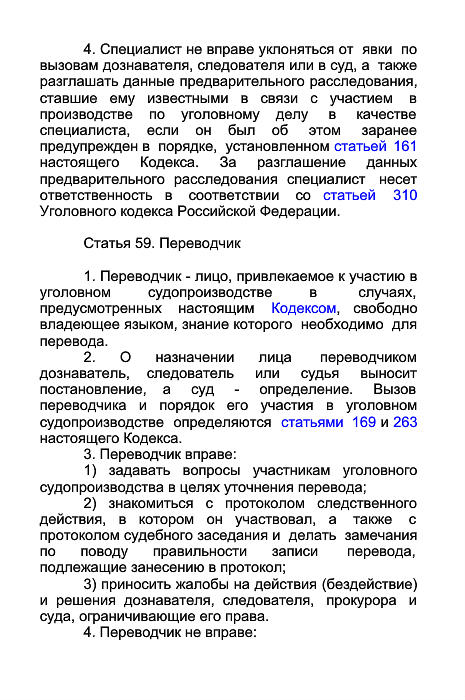 4. Специалист не вправе уклоняться от явки по
вызовам дознавателя, следователя или в суд, а также
разглашать данные предварительного расследования,
ставшие ему известными в связи с участием в
производстве по уголовному делу в качестве
специалиста, если он был об этом заранее
предупрежден в порядке, установленном статьей 161
настоящего Кодекса. За разглашение данных
предварительного расследования специалист несет
ответственность в соответствии со статьей 310
Уголовного кодекса Российской Федерации.
Статья 59. Переводчик
1. Переводчик - лицо, привлекаемое к участию в
уголовном судопроизводстве в случаях,
предусмотренных настоящим Кодексом, свободно
владеющее языком, знание которого необходимо для
перевода.
2. О назначении лица переводчиком
дознаватель, следователь или судья выносит
постановление, а суд - определение. Вызов
переводчика и порядок его участия в уголовном
судопроизводстве определяются статьями 169 и 263
настоящего Кодекса.
3. Переводчик вправе:
1) задавать вопросы участникам уголовного
судопроизводства в целях уточнения перевода;
2) знакомиться с протоколом следственного
действия, в котором он участвовал, а также с
протоколом судебного заседания и делать замечания
по поводу правильности записи перевода,
подлежащие занесению в протокол;
3) приносить жалобы на действия (бездействие)
и решения дознавателя, следователя, прокурора и
суда, ограничивающие его права.
4. Переводчик не вправе: